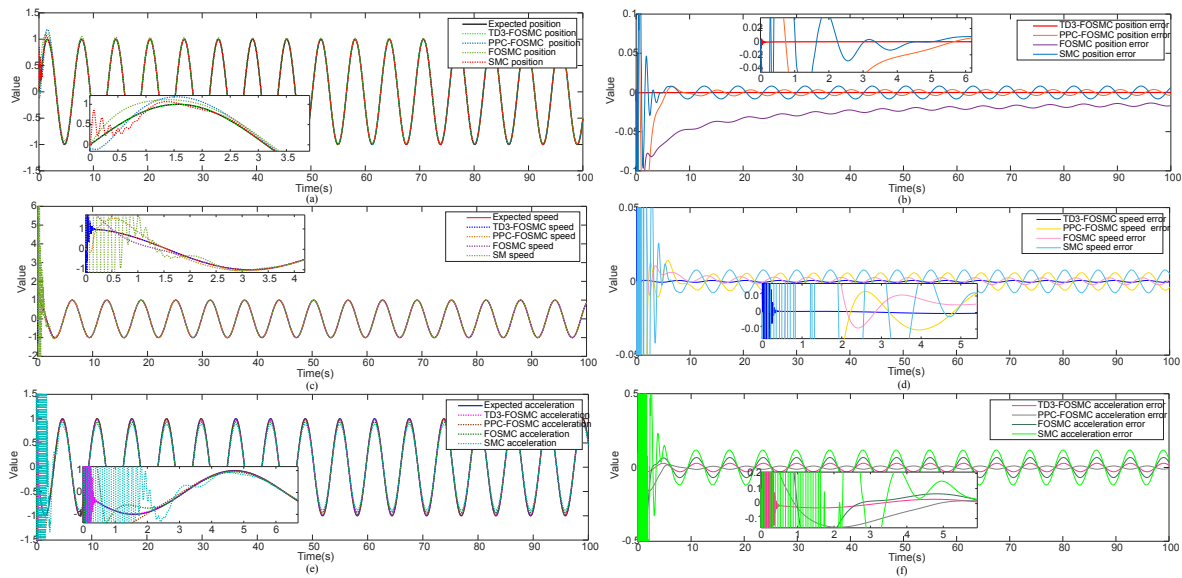 1.5
1
0.5
0
-0.5
-1
-1.5
Value
Expected position
TD3-FOSMC position
PPC-FOSMC position
FOSMC position
SMC position
1
0.5
0
0 0.5 1 1.5 2 2.5 3 3.5
0 10 20 30 40 50 60 70 80 90 100
Time(s)
(a)
0.1
0.05
0
-0.05
-0.1
Value
TD3-FOSMC position error
PPC-FOSMC position error
FOSMC position error
SMC position error
0.04
0.02
0
-0.02
-0.04
0 1 2 3 4 5 6
0 10 20 30 40 50 60 70 80 90 100
Time(s)
(b)
6
5
4
3
2
1
0
-1
-2
Value
Expected speed
TD3-FOSMC speed
PPC-FOSMC speed
FOSMC speed
SM speed
1
0
-1
0 0.5 1 1.5 2 2.5 3 3.5 4
0 10 20 30 40 50 60 70 80 90 100
Time(s)
(c)
0.05
0
-0.05
Value
TD3-FOSMC speed error
PPC-FOSMC speed error
FOSMC speed error
SMC speed error
0 1 2 3 4 5
0 10 20 30 40 50 60 70 80 90 100
Time(s)
(d)
1.5
1
0.5
0
-0.5
-1
-1.5
Value
Expected acceleration
TD3-FOSMC acceleration
PPC-FOSMC acceleration
FOSMC acceleration
SMC acceleration
1
0
-1
0 1 2 3 4 5 6
0 10 20 30 40 50 60 70 80 90 100
Time(s)
(e)
0.5
0
-0.5
Value
TD3-FOSMC acceleration error
PPC-FOSMC acceleration error
FOSMC acceleration error
SMC acceleration error
0.2
0.1
0
-0.1
0 1 2 3 4 5
0 10 20 30 40 50 60 70 80 90 100
Time(s)
(f)